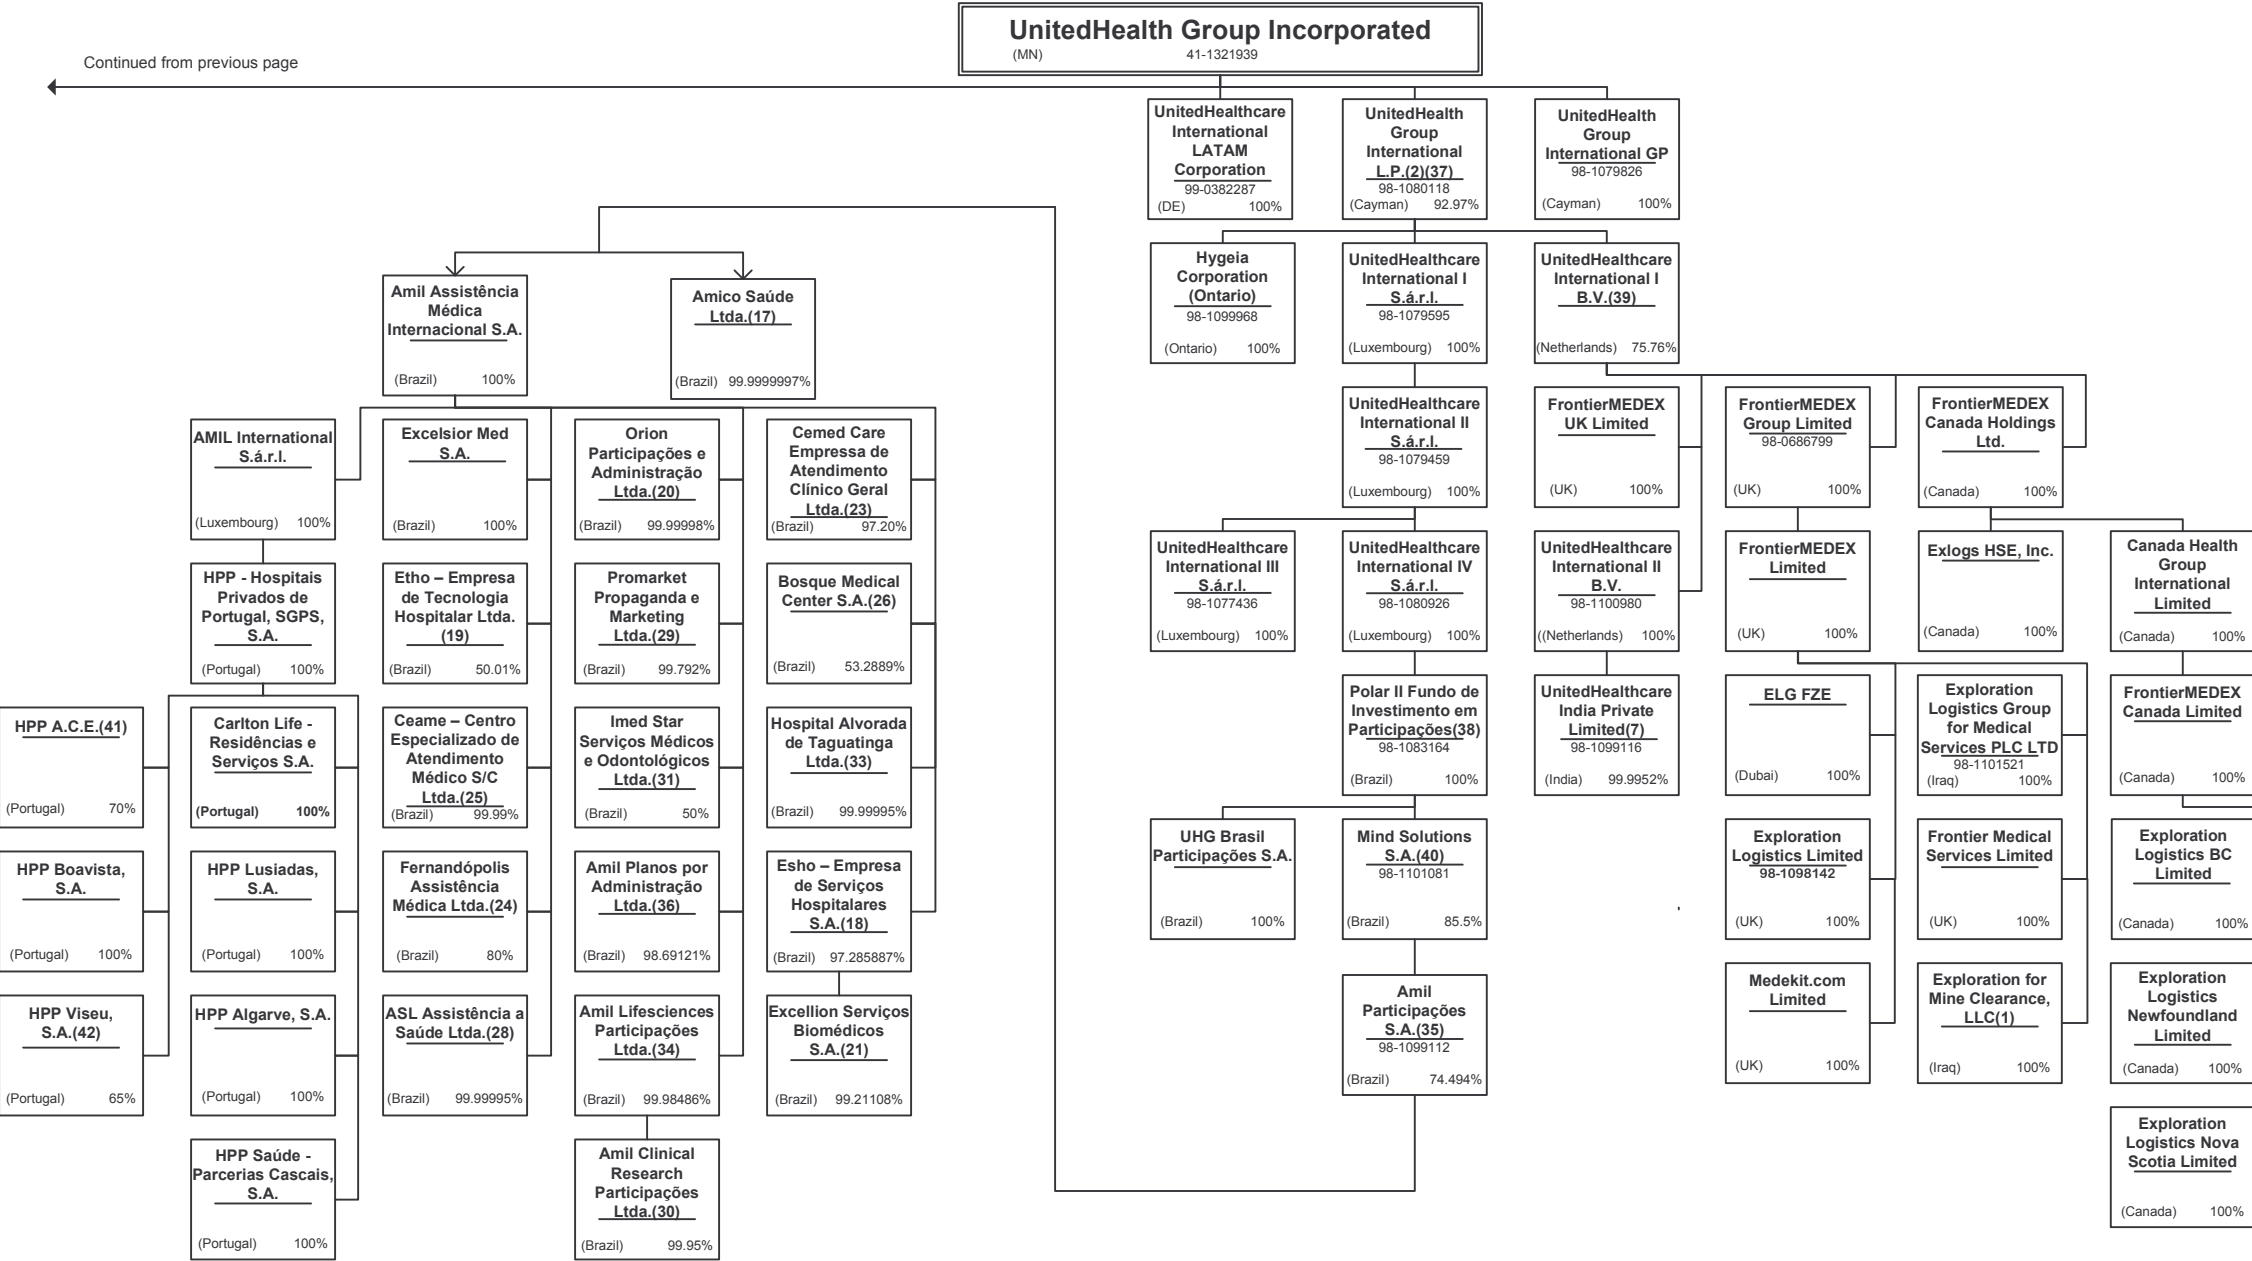 UnitedHealth Group Incorporated
(MN) 41-1321939
Continued from previous page
UnitedHealthcare
International
LATAM
Corporation
99-0382287
(DE) 100%
UnitedHealth
Group
International
L.P.(2)(37)
98-1080118
(Cayman) 92.97%
UnitedHealth
Group
International GP
98-1079826
(Cayman) 100%
Hygeia
Corporation
(Ontario)
98-1099968
(Ontario) 100%
UnitedHealthcare
International I
S.á.r.l.
98-1079595
(Luxembourg) 100%
UnitedHealthcare
International I
B.V.(39)
(Netherlands) 75.76%
Amil Assistência
Médica
Internacional S.A.
(Brazil) 100%
Amico Saúde
Ltda.(17)
(Brazil) 99.9999997%
UnitedHealthcare
International II
S.á.r.l.
98-1079459
(Luxembourg) 100%
FrontierMEDEX
UK Limited
(UK) 100%
FrontierMEDEX
Group Limited
98-0686799
(UK) 100%
FrontierMEDEX
Canada Holdings
Ltd.
(Canada) 100%
AMIL International
S.á.r.l.
(Luxembourg) 100%
Excelsior Med
S.A.
(Brazil) 100%
Orion
Participações e
Administração
Ltda.(20)
(Brazil) 99.99998%
Cemed Care
Empressa de
Atendimento
Clínico Geral
Ltda.(23)
(Brazil) 97.20%
UnitedHealthcare
International III
S.á.r.l.
98-1077436
(Luxembourg) 100%
UnitedHealthcare
International IV
S.á.r.l.
98-1080926
(Luxembourg) 100%
UnitedHealthcare
International II
B.V.
98-1100980
((Netherlands) 100%
FrontierMEDEX
Limited
(UK) 100%
Exlogs HSE, Inc.
(Canada) 100%
Canada Health
Group
International
Limited
(Canada) 100%
HPP - Hospitais
Privados de
Portugal, SGPS,
S.A.
(Portugal) 100%
Etho – Empresa
de Tecnologia
Hospitalar Ltda.
(19)
(Brazil) 50.01%
Promarket
Propaganda e
Marketing
Ltda.(29)
(Brazil) 99.792%
Bosque Medical
Center S.A.(26)
(Brazil) 53.2889%
Polar II Fundo de
Investimento em
Participações(38)
98-1083164
(Brazil) 100%
UnitedHealthcare
India Private
Limited(7)
98-1099116
(India) 99.9952%
ELG FZE
(Dubai) 100%
Exploration
Logistics Group
for Medical
Services PLC LTD
98-1101521
(Iraq) 100%
FrontierMEDEX
Canada Limited
(Canada) 100%
HPP A.C.E.(41)
(Portugal) 70%
Carlton Life -
Residências e
Serviços S.A.
(Portugal) 100%
Ceame – Centro
Especializado de
Atendimento
Médico S/C
Ltda.(25)
(Brazil) 99.99%
Imed Star
Serviços Médicos
e Odontológicos
Ltda.(31)
(Brazil) 50%
Hospital Alvorada
de Taguatinga
Ltda.(33)
(Brazil) 99.99995%
UHG Brasil
Participações S.A.
(Brazil) 100%
Mind Solutions
S.A.(40)
98-1101081
(Brazil) 85.5%
Exploration
Logistics Limited
98-1098142
(UK) 100%
Frontier Medical
Services Limited
(UK) 100%
Exploration
Logistics BC
Limited
(Canada) 100%
HPP Boavista,
S.A.
(Portugal) 100%
HPP Lusiadas,
S.A.
(Portugal) 100%
Fernandópolis
Assistência
Médica Ltda.(24)
(Brazil) 80%
Amil Planos por
Administração
Ltda.(36)
(Brazil) 98.69121%
Esho – Empresa
de Serviços
Hospitalares
S.A.(18)
(Brazil) 97.285887%
Amil
Participações
S.A.(35)
98-1099112
(Brazil) 74.494%
Medekit.com
Limited
(UK) 100%
Exploration for
Mine Clearance,
LLC(1)
(Iraq) 100%
Exploration
Logistics
Newfoundland
Limited
(Canada) 100%
HPP Viseu,
S.A.(42)
(Portugal) 65%
HPP Algarve, S.A.
(Portugal) 100%
ASL Assistência a
Saúde Ltda.(28)
(Brazil) 99.99995%
Amil Lifesciences
Participações
Ltda.(34)
(Brazil) 99.98486%
Excellion Serviços
Biomédicos
S.A.(21)
(Brazil) 99.21108%
HPP Saúde -
Parcerias Cascais,
S.A.
(Portugal) 100%
Amil Clinical
Research
Participações
Ltda.(30)
(Brazil) 99.95%
Exploration
Logistics Nova
Scotia Limited
(Canada) 100%